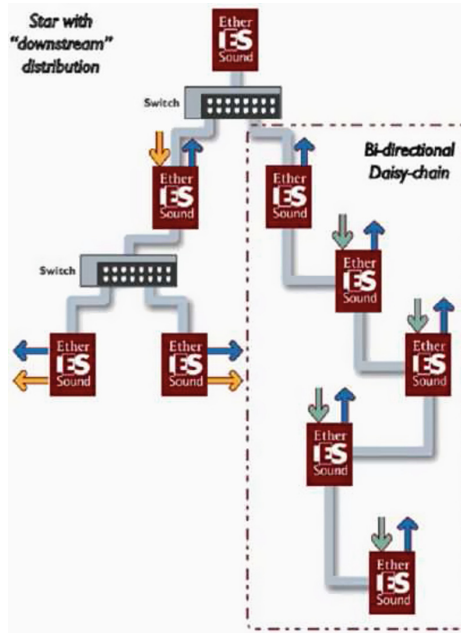 Star with
“downstream”
distribution
Ether
ES
Sound
Switch
Bi-directional
Daisy-chain
Ether
ES
Sound
Ether
ES
Sound
Ether
ES
Sound
Switch
Ether
ES
Sound
Ether
ES
Sound
Ether
ES
Sound
Ether
ES
Sound
Ether
ES
Sound